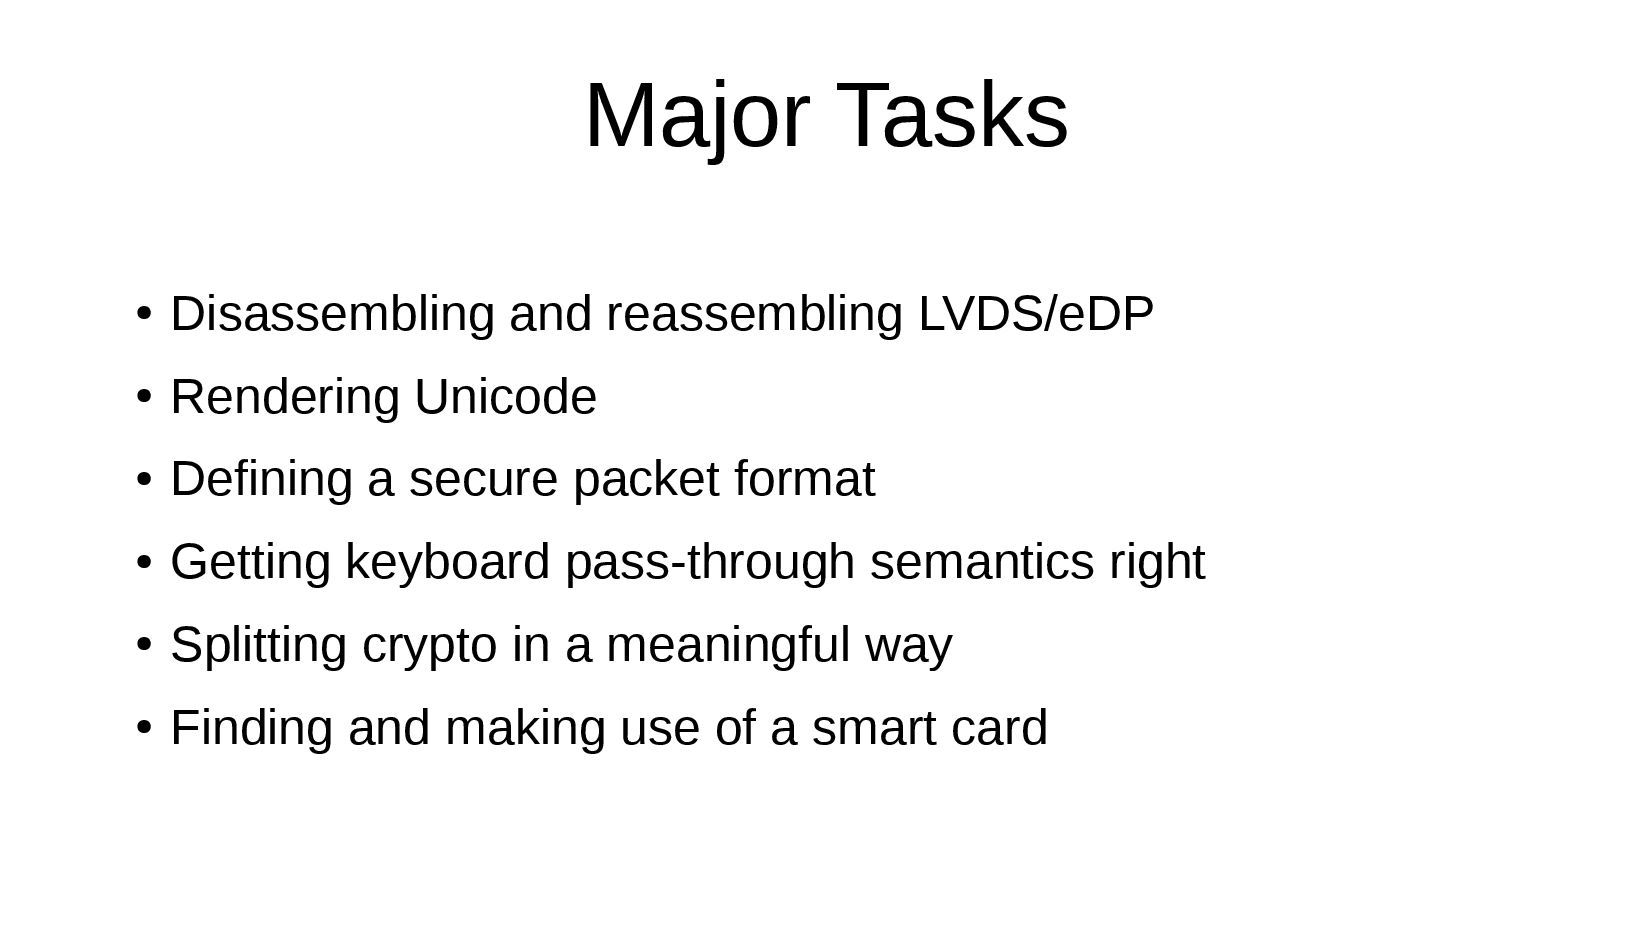 Major Tasks
• Disassembling and reassembling LVDS/eDP
• Rendering Unicode
• Defining a secure packet format
• Getting keyboard pass-through semantics right
• Splitting crypto in a meaningful way
• Finding and making use of a smart card